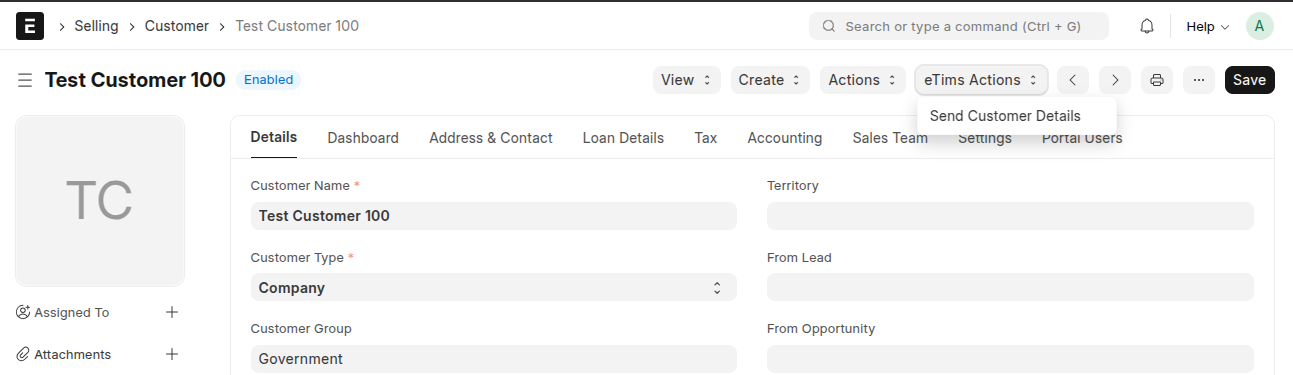 E Selling Customer Test Customer 100 Search or type a command (Ctrl + G) Help A
Test Customer 100 Enabled View Create Actions eTims Actions ... Save
Send Customer Details
Details Dashboard Address & Contact Loan Details Tax Accounting Sales Team Settings Portal Users
TC
Customer Name *
Test Customer 100
Customer Type *
Company
Customer Group
Government
Territory
From Lead
From Opportunity
Assigned To +
Attachments +